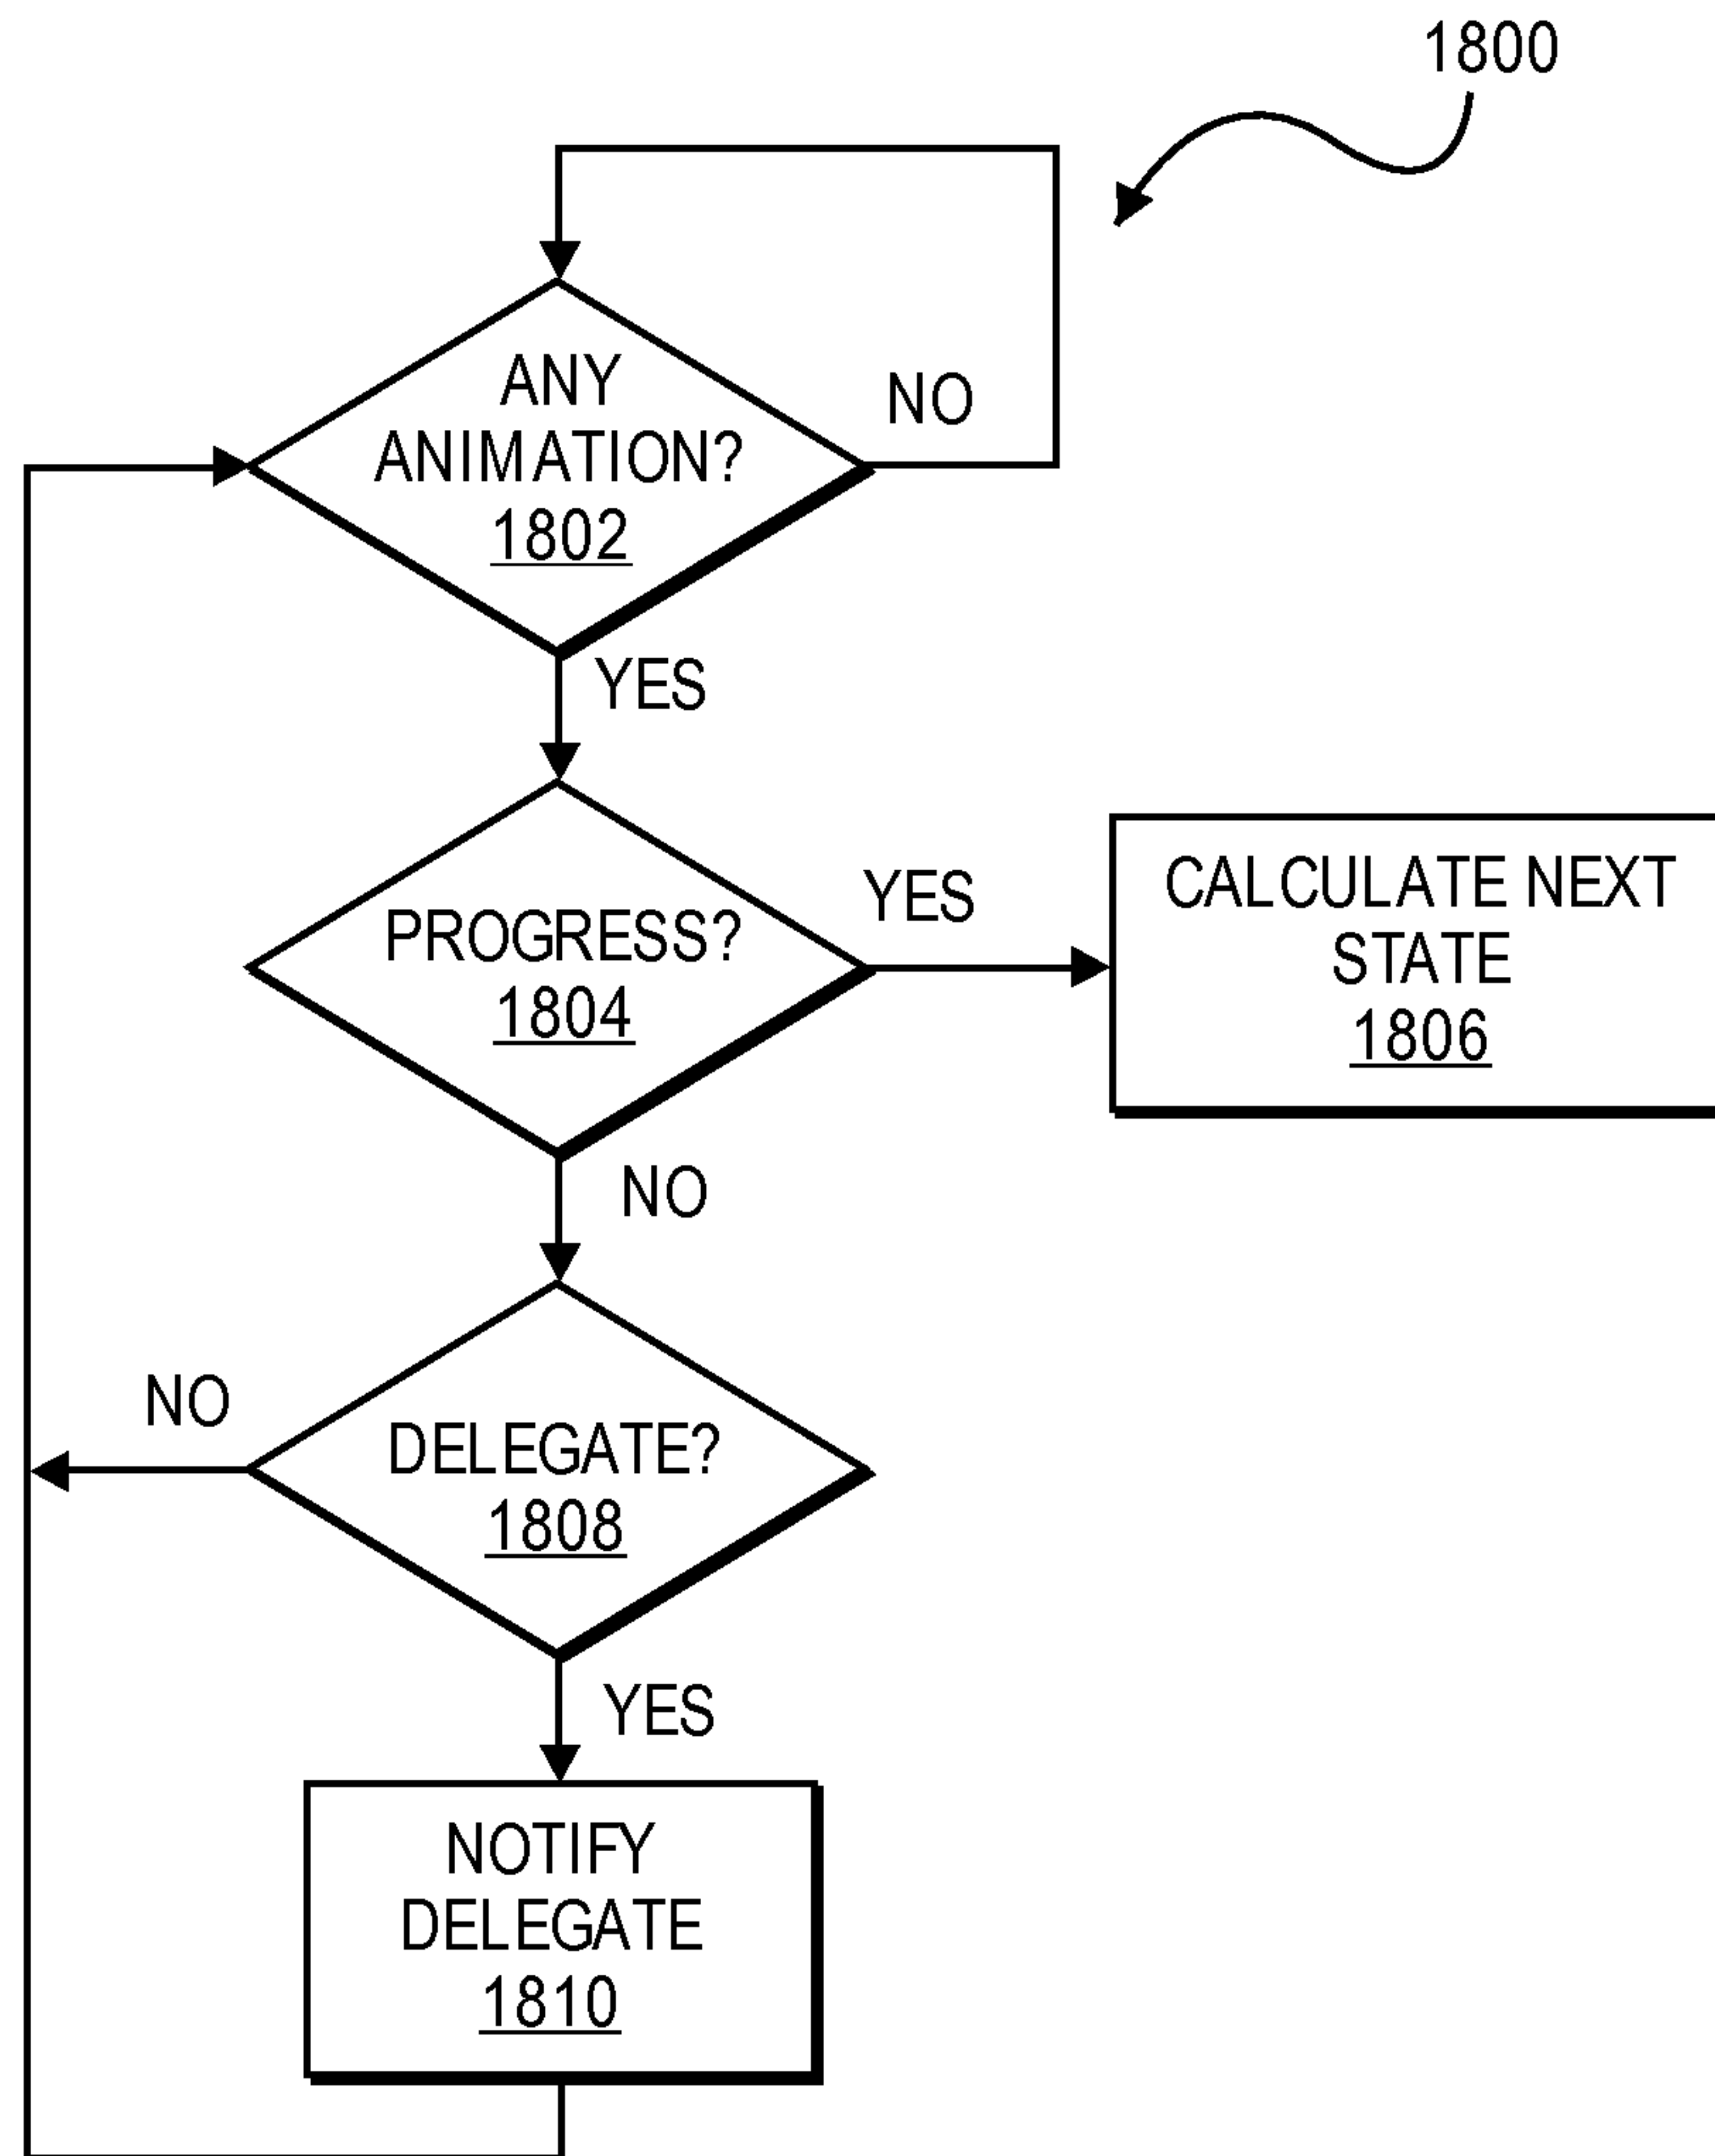 1800
ANY
ANIMATION?
1802
NO
YES
PROGRESS?
1804
YES
CALCULATE NEXT
STATE
1806
NO
DELEGATE?
1808
NO
YES
NOTIFY
DELEGATE
1810